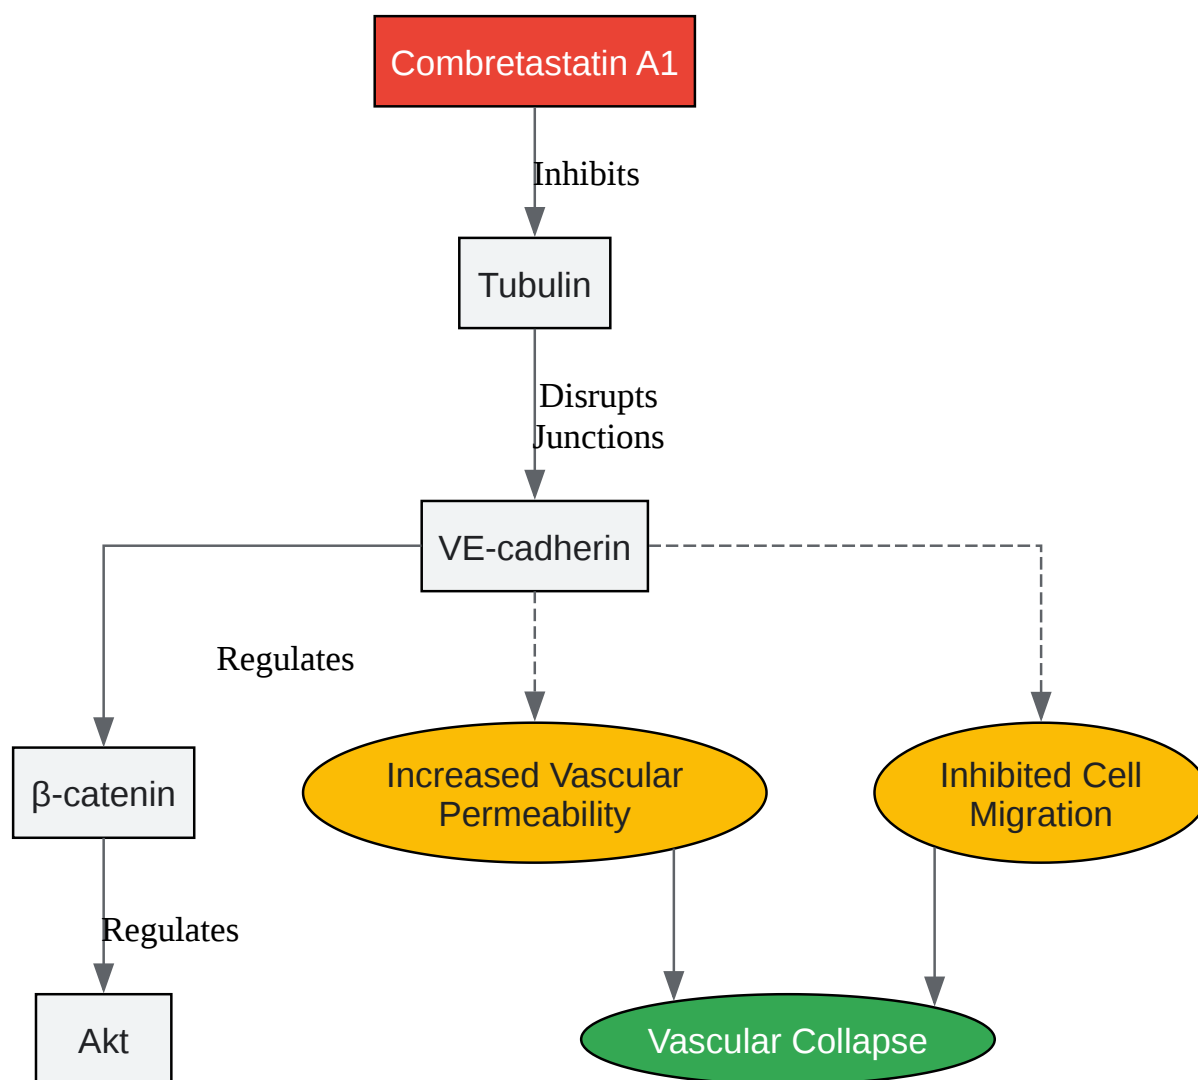 Combretastatin A1
Inhibits
Tubulin
Disrupts
Junctions
VE-cadherin
Regulates
β-catenin
Increased Vascular
Permeability
Inhibited Cell
Migration
Regulates
Akt
Vascular Collapse